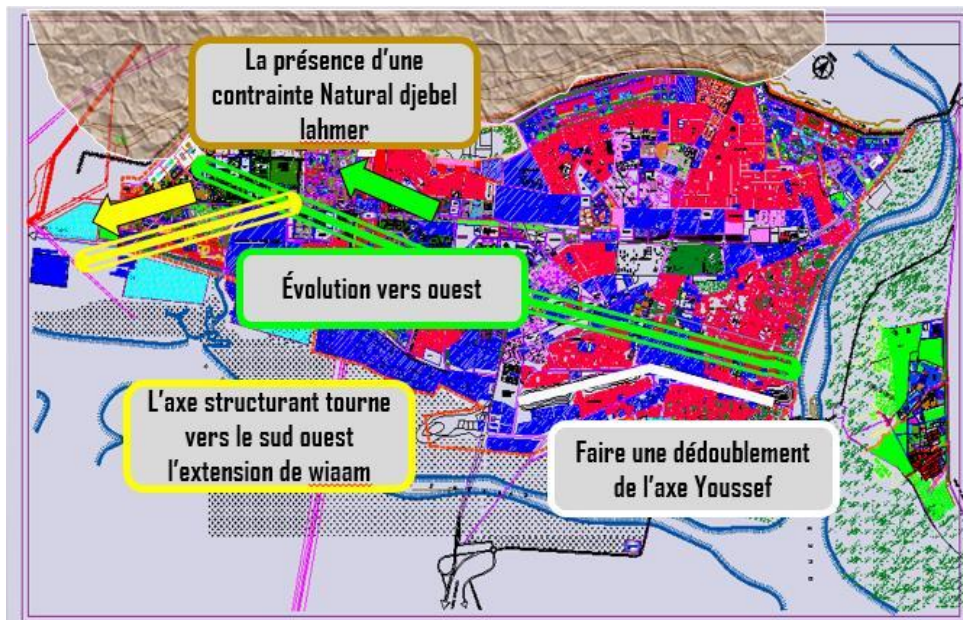 La présence d'une
contrainte Natural djebel
lahmer
Évolution vers ouest
L'axe structurant tourne
vers le sud ouest
l'extension de wiaam
Faire une dédoublement
de l'axe Youssef